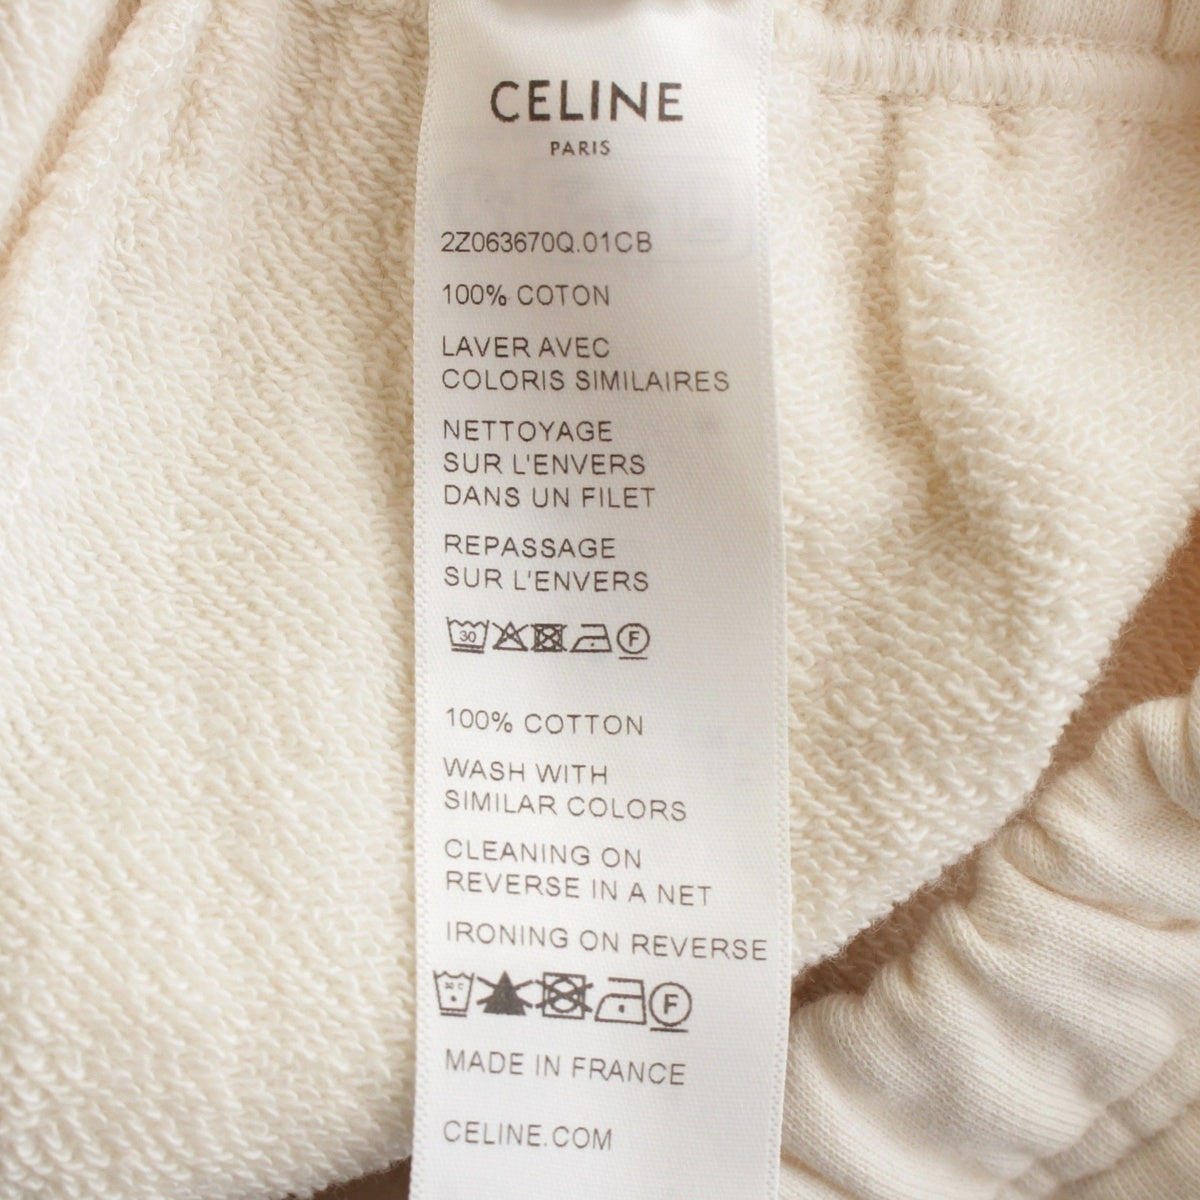 CELINE
PARIS
2Z063670Q.01CB
100% COTON
LAVER AVEC
COLORIS SIMILAIRES
NETTOYAGE
SUR L'ENVERS
DANS UN FILET
REPASSAGE
SUR L'ENVERS
30 F
100% COTTON
WASH WITH
SIMILAR COLORS
CLEANING ON
REVERSE IN A NET
IRONING ON REVERSE
F
MADE IN FRANCE
CELINE.COM